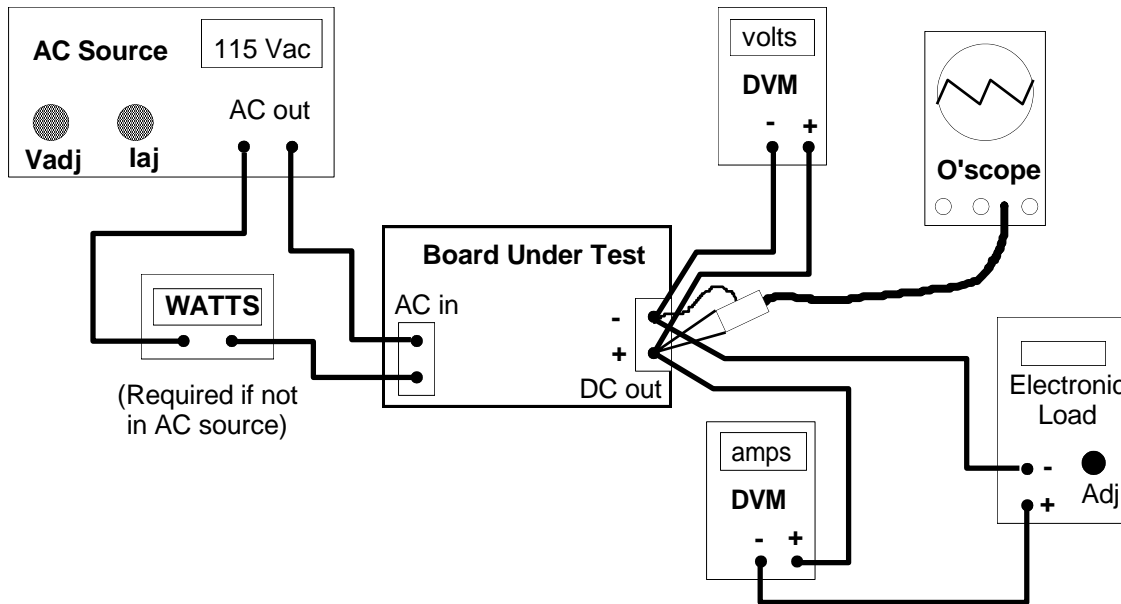 AC Source
115 Vac
AC out
Vadj
Iaj
volts
DVM
- +
O'scope
Board Under Test
AC in
WATTS
(Required if not
in AC source)
-
+
DC out
amps
DVM
- +
Electronic
Load
-
+
Adj